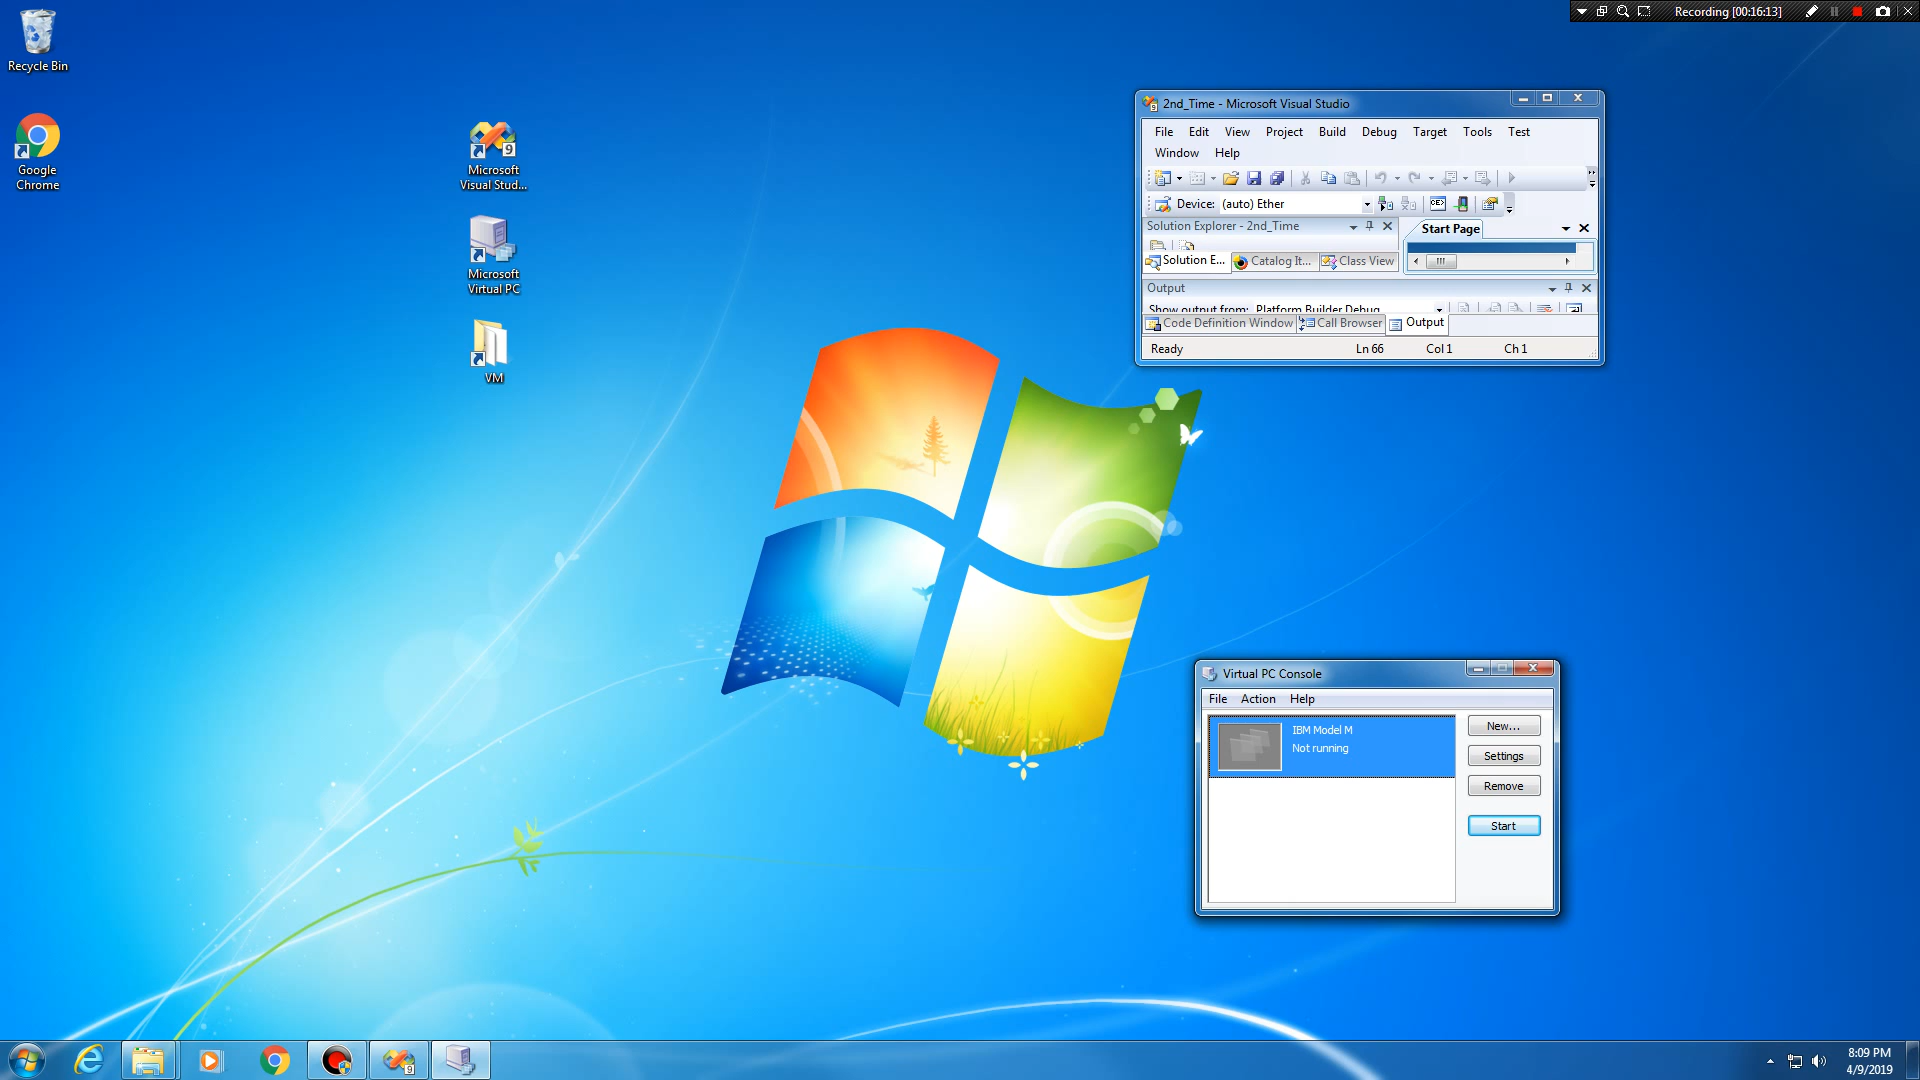 Recording [00:16:13]
Recycle Bin
Google
Chrome
9
Microsoft
Visual Stud...
Microsoft
Virtual PC
VM
2nd_Time - Microsoft Visual Studio
File Edit View Project Build Debug Target Tools Test
Window Help
Device: (auto) Ether
Solution Explorer - 2nd_Time
Start Page
Solution E... Catalog It... Class View
Output
Show output from: Platform Builder Debug
Code Definition Window Call Browser Output
Ready Ln 66 Col 1 Ch 1
Virtual PC Console
File Action Help
IBM Model M
Not running
New...
Settings
Remove
Start
9
8:09 PM
4/9/2019